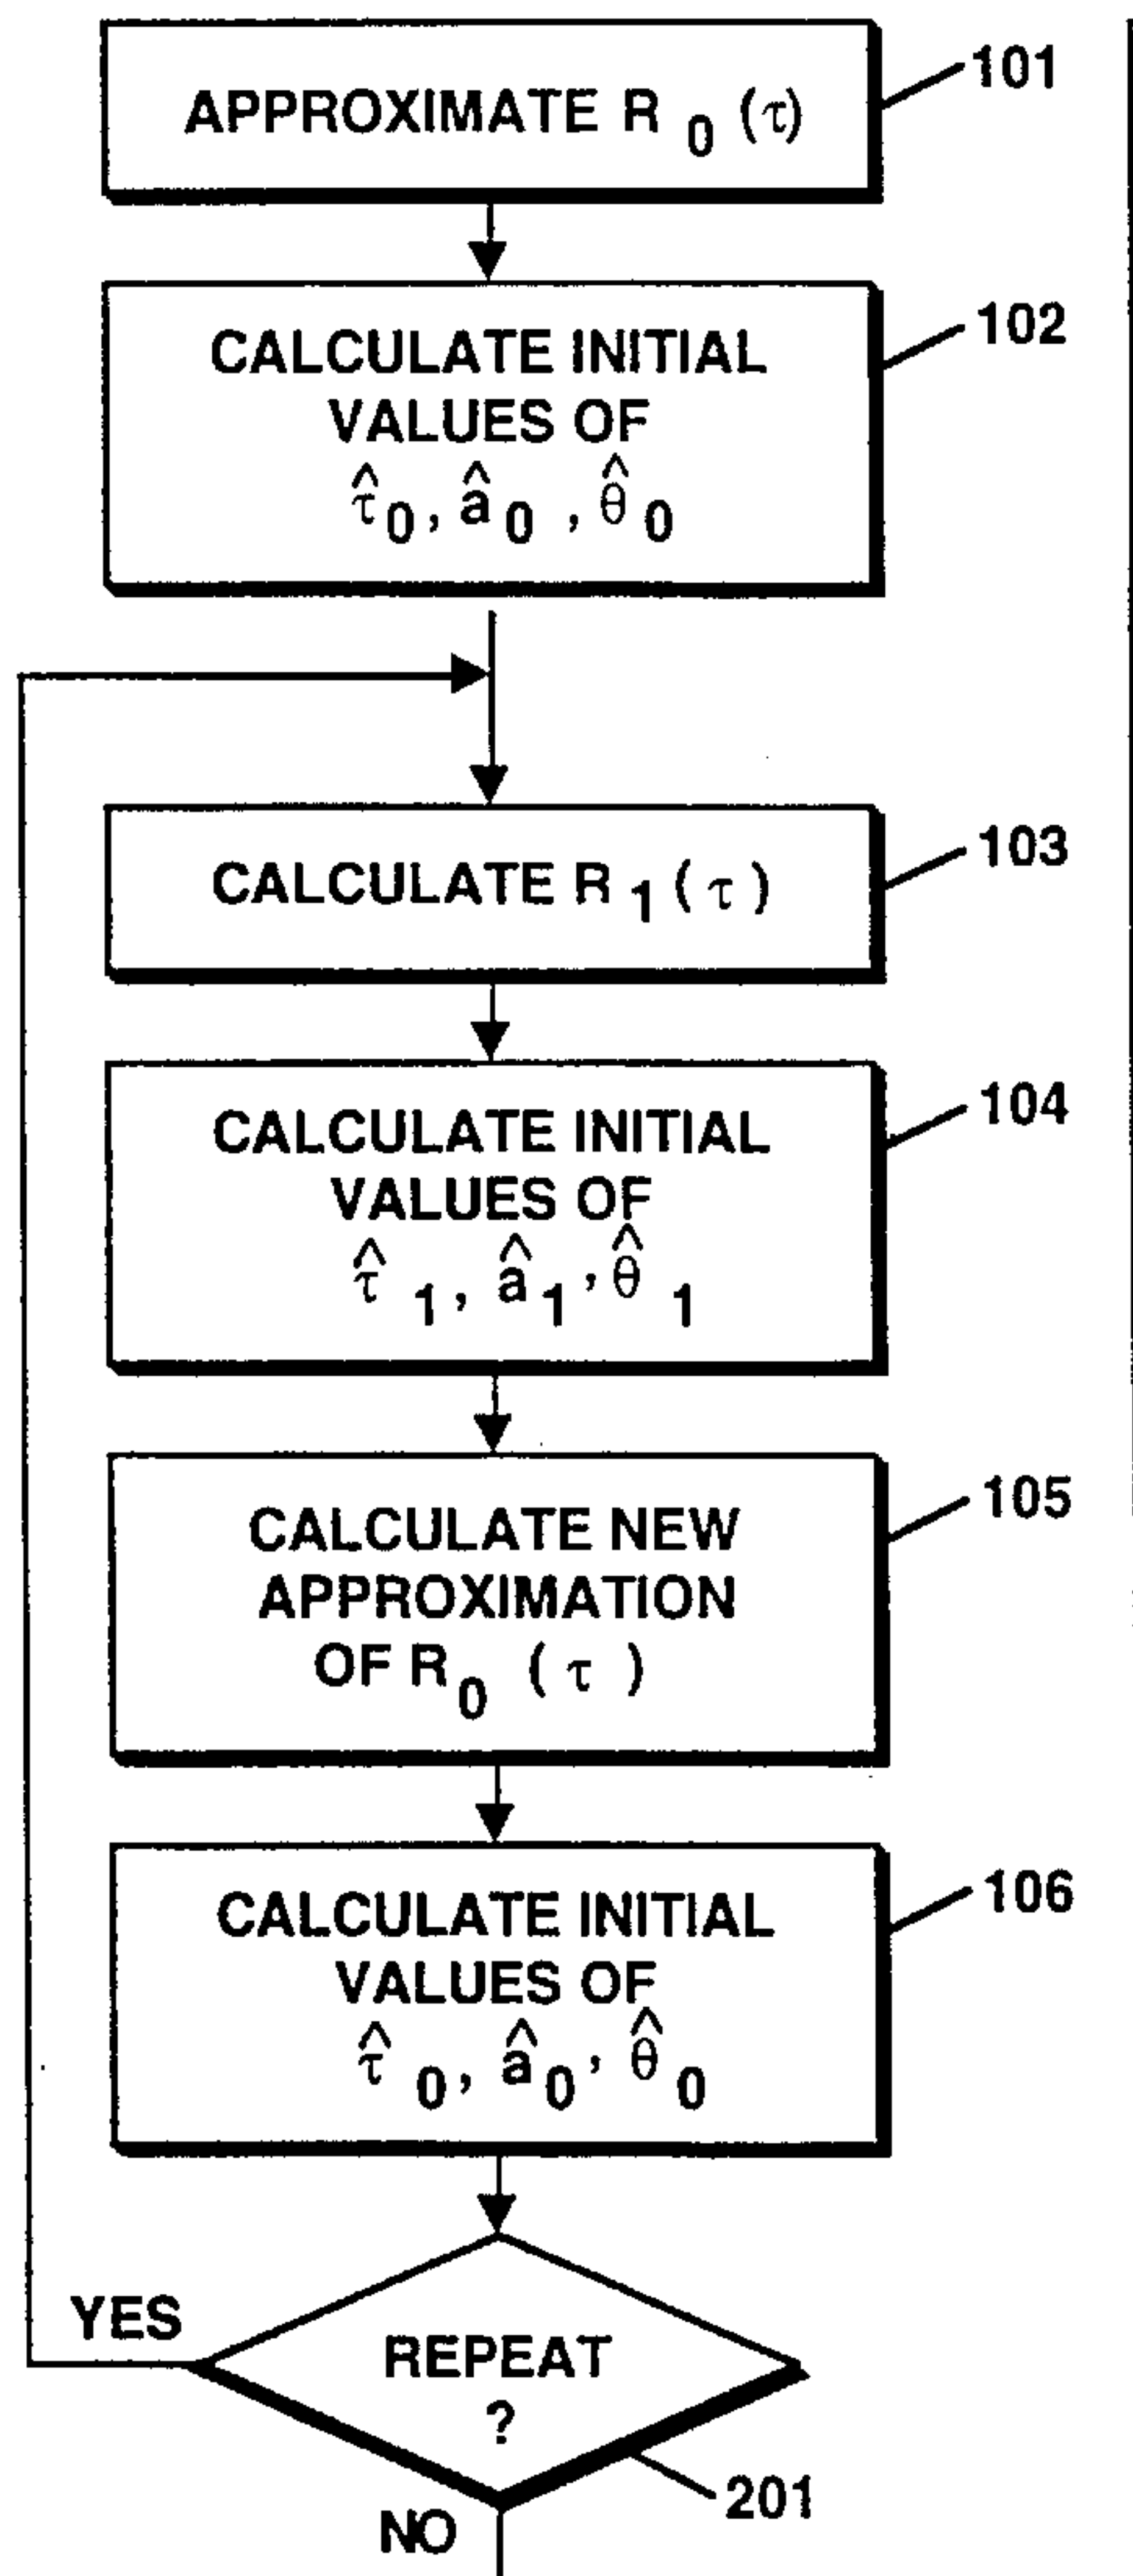 APPROXIMATE R₀(τ)
101
CALCULATE INITIAL
VALUES OF
τ̂₀, â₀, θ̂₀
102
CALCULATE R₁(τ)
103
CALCULATE INITIAL
VALUES OF
τ̂₁, â₁, θ̂₁
104
CALCULATE NEW
APPROXIMATION
OF R₀(τ)
105
CALCULATE INITIAL
VALUES OF
τ̂₀, â₀, θ̂₀
106
YES
REPEAT
?
201
NO